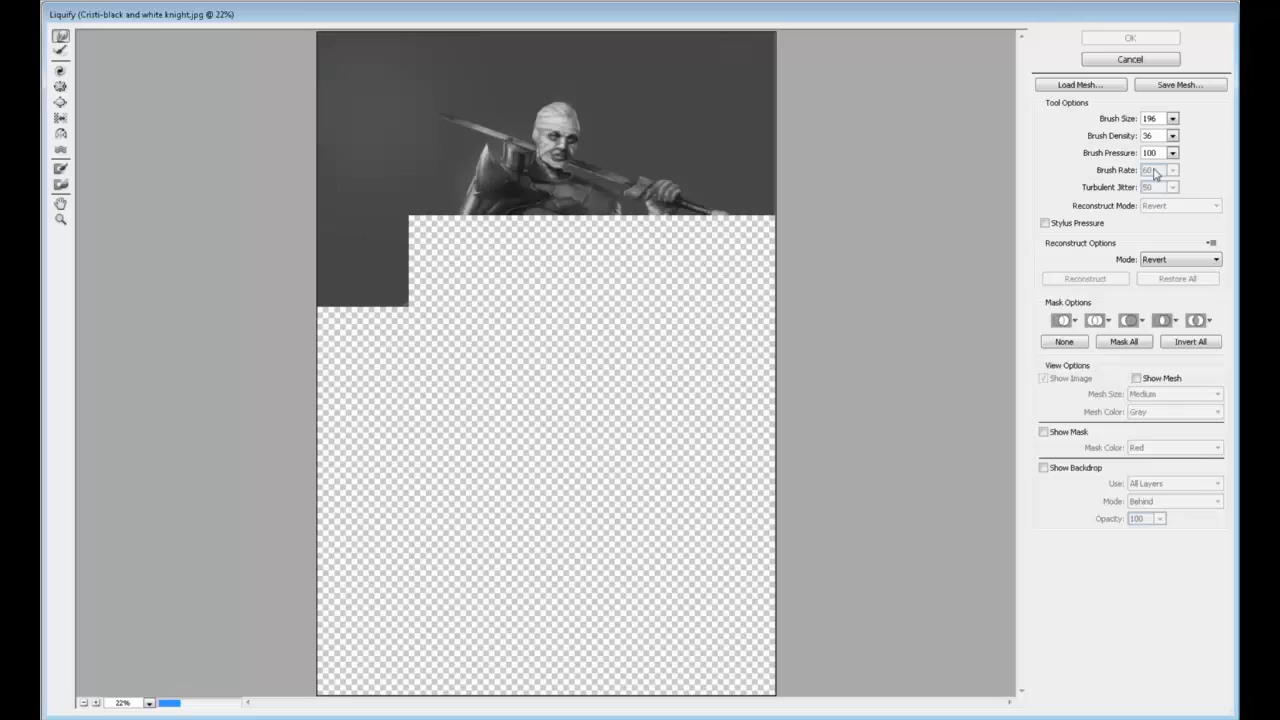 Liquify (Cristi-black and white knight.jpg @ 22%)
OK
Cancel
Load Mesh... Save Mesh...
Tool Options
Brush Size: 196
Brush Density: 36
Brush Pressure: 100
Brush Rate: 60
Turbulent Jitter: 50
Reconstruct Mode: Revert
Stylus Pressure
Reconstruct Options
Mode: Revert
Reconstruct Restore All
Mask Options
None Mask All Invert All
View Options
Show Image Show Mesh
Mesh Size: Medium
Mesh Color: Gray
Show Mask
Mask Color: Red
Show Backdrop
Use: All Layers
Mode: Behind
Opacity: 100
22%